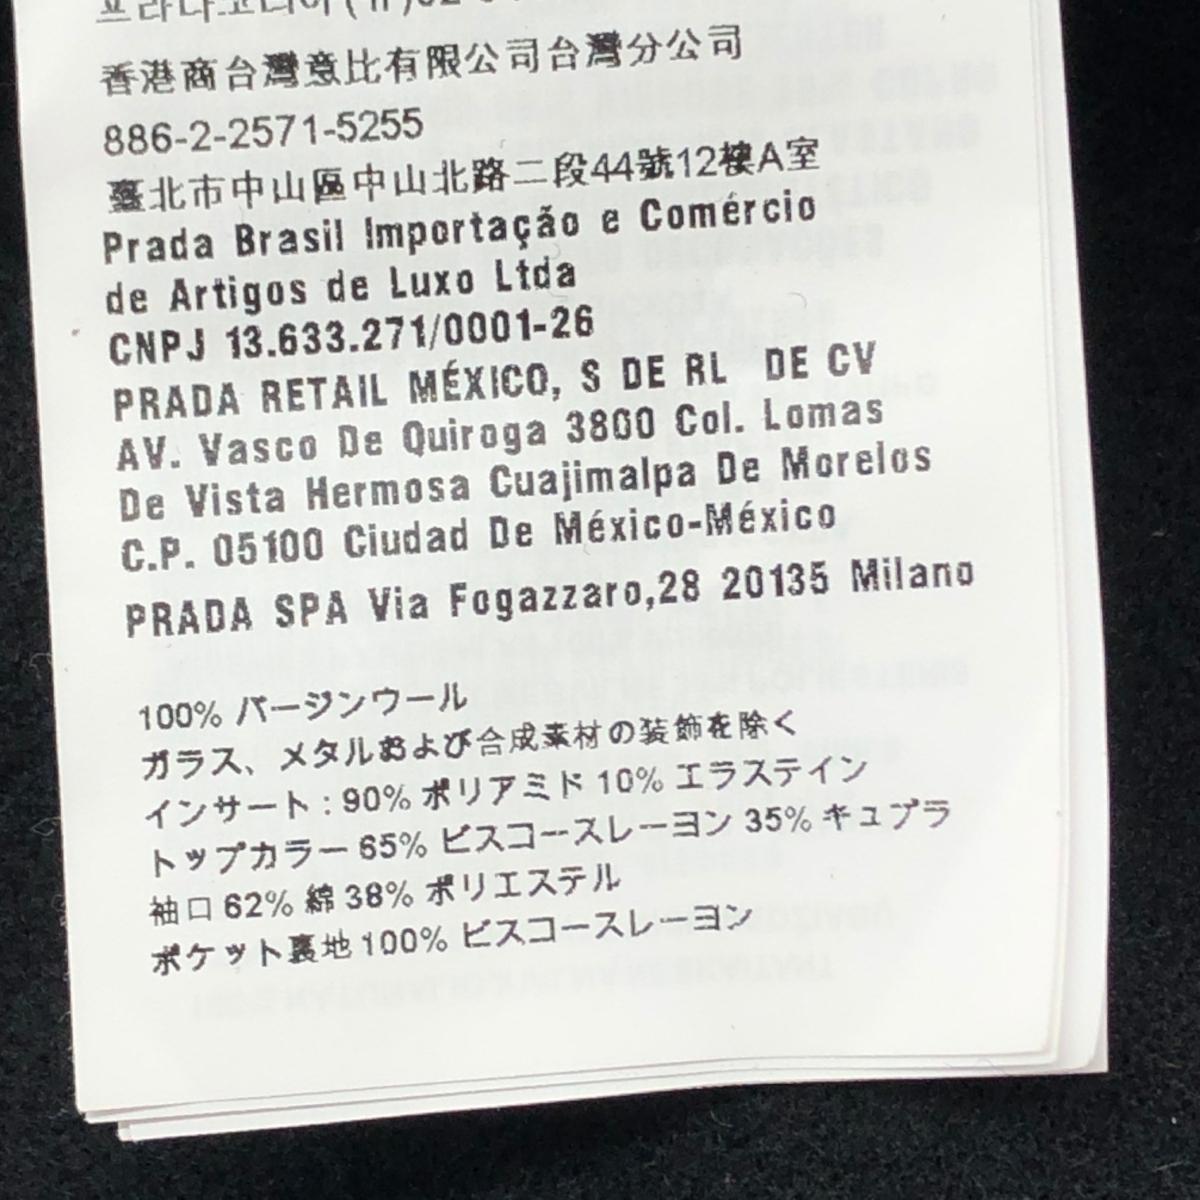 프라다코리아(유)02-
香港商台灣意比有限公司台灣分公司
886-2-2571-5255
臺北市中山區中山北路二段44號12樓A室
Prada Brasil Importação e Comércio
de Artigos de Luxo Ltda
CNPJ 13.633.271/0001-26
PRADA RETAIL MÉXICO, S DE RL DE CV
AV. Vasco De Quiroga 3800 Col. Lomas
De Vista Hermosa Cuajimalpa De Morelos
C.P. 05100 Ciudad De México-México
PRADA SPA Via Fogazzaro,28 20135 Milano
100% バージンウール
ガラス、メタルおよび合成素材の装飾を除く
インサート : 90% ポリアミド 10% エラステイン
トップカラー 65% ビスコースレーヨン 35% キュプラ
袖口 62% 綿 38% ポリエステル
ポケット裏地 100% ビスコースレーヨン